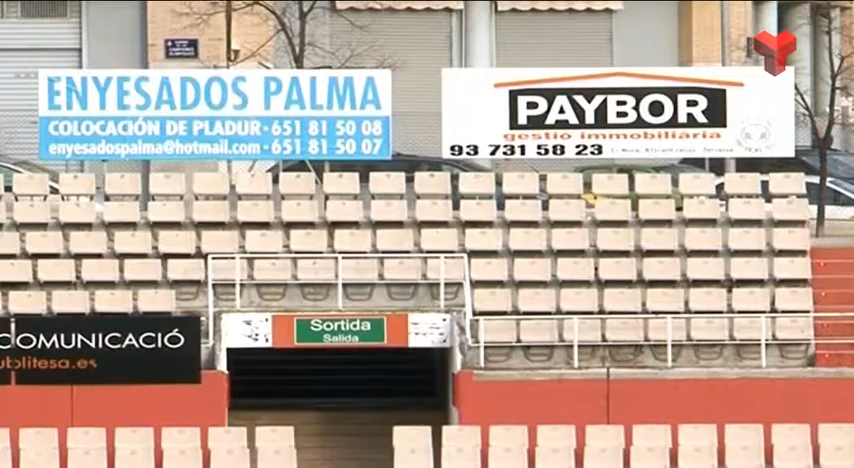 ENYESADOS PALMA
COLOCACIÓN DE PLADUR·651 81 50 08
enyesadospalma@hotmail.com·651 81 50 07
PAYBOR
gestió immobiliària
93 731 58 23
Sortida
Salida
COMUNICACIÓ
ublitesa.es